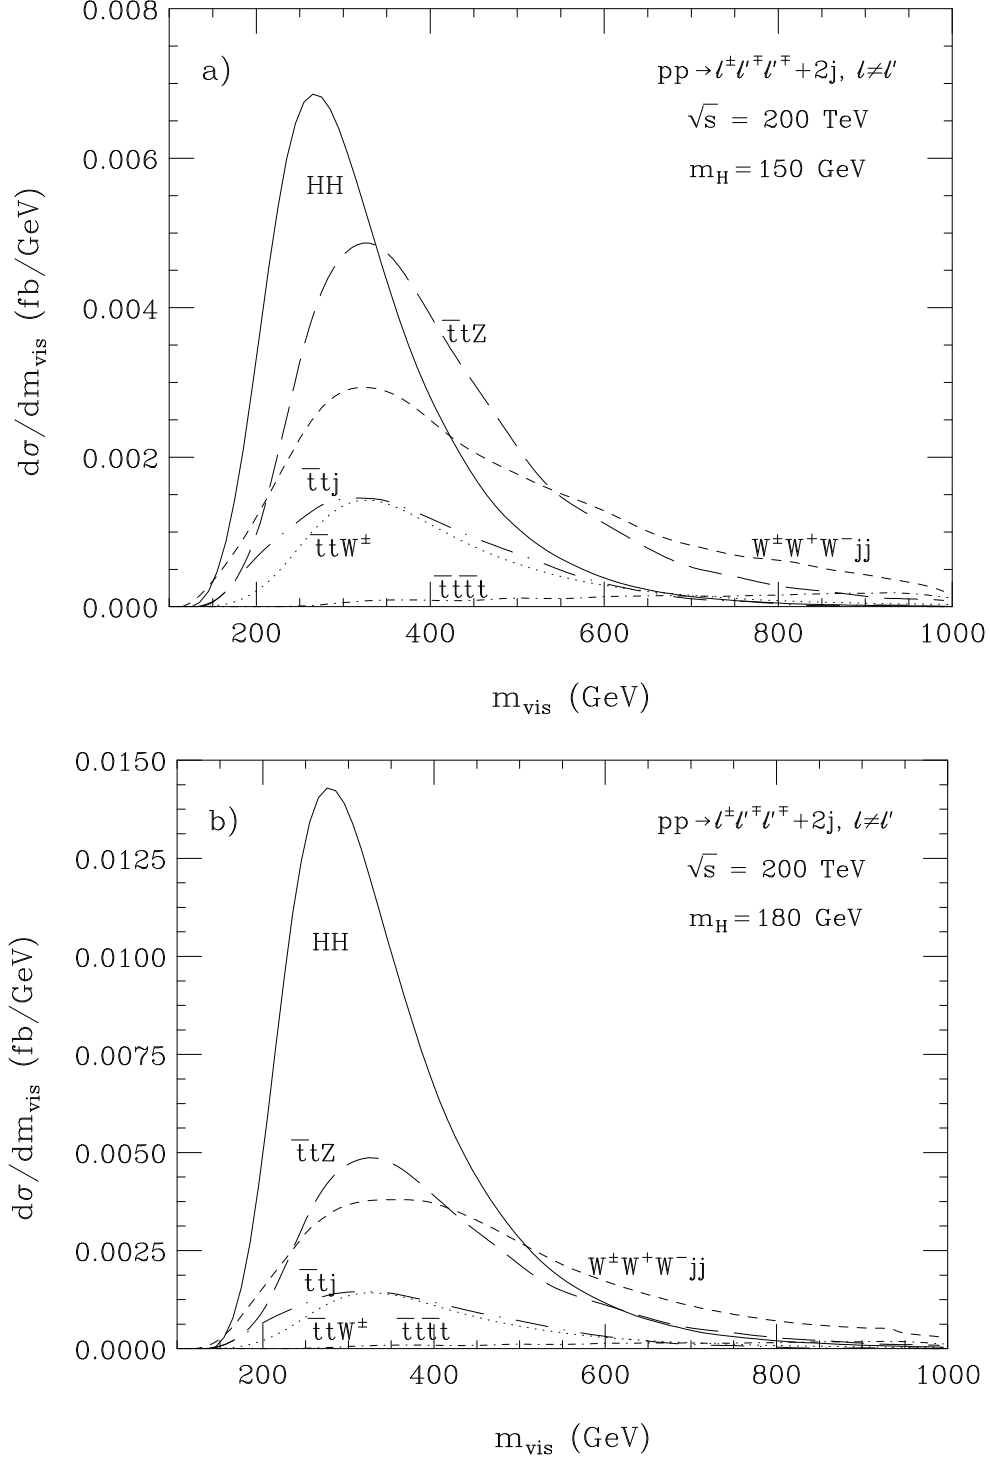 0.008
a)
pp→ℓ±ℓ′∓ℓ′∓+2j, ℓ≠ℓ′
√s = 200 TeV
0.006
m_H=150 GeV
HH
dσ/dm_vis (fb/GeV)
0.004
t̅tZ
0.002
t̅tj
t̅tW±
W±W+W−jj
t̅tt̅t
0.000
200 400 600 800 1000
m_vis (GeV)
0.0150
b)
pp→ℓ±ℓ′∓ℓ′∓+2j, ℓ≠ℓ′
0.0125
√s = 200 TeV
m_H=180 GeV
HH
0.0100
dσ/dm_vis (fb/GeV)
0.0075
0.0050
t̅tZ
0.0025
W±W+W−jj
t̅tj
t̅tW± t̅tt̅t
0.0000
200 400 600 800 1000
m_vis (GeV)